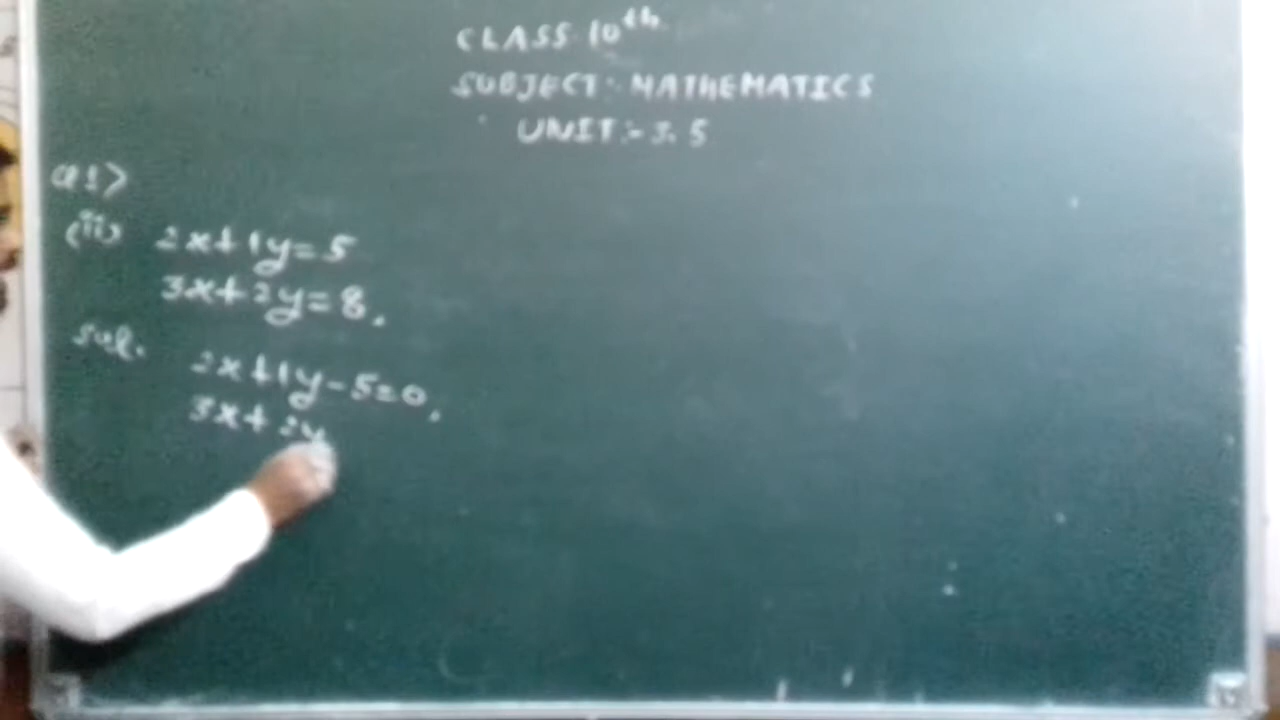 CLASS 10th
SUBJECT:- MATHEMATICS
UNIT:- 3.5
Q1>
(ii) 2x+1y=5
3x+2y=8.
Sol. 2x+1y-5=0.
3x+2y